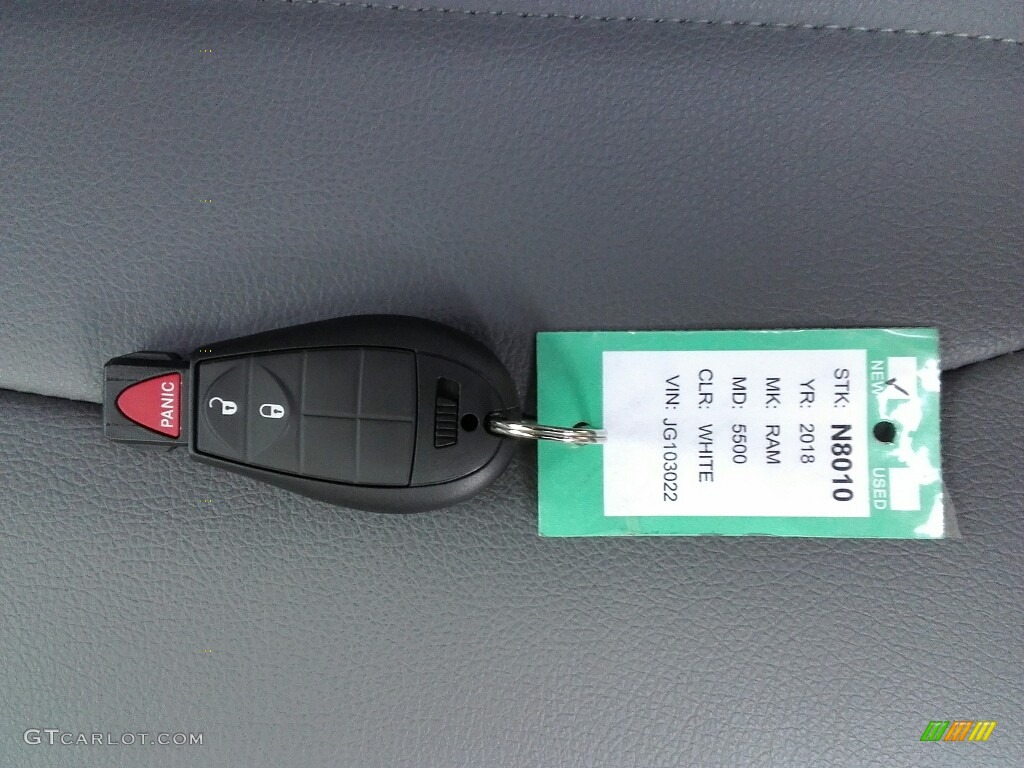 NEW ✓ USED
STK: N8010
YR: 2018
MK: RAM
MD: 5500
CLR: WHITE
VIN: JG103022
PANIC
GTCARLOT.COM